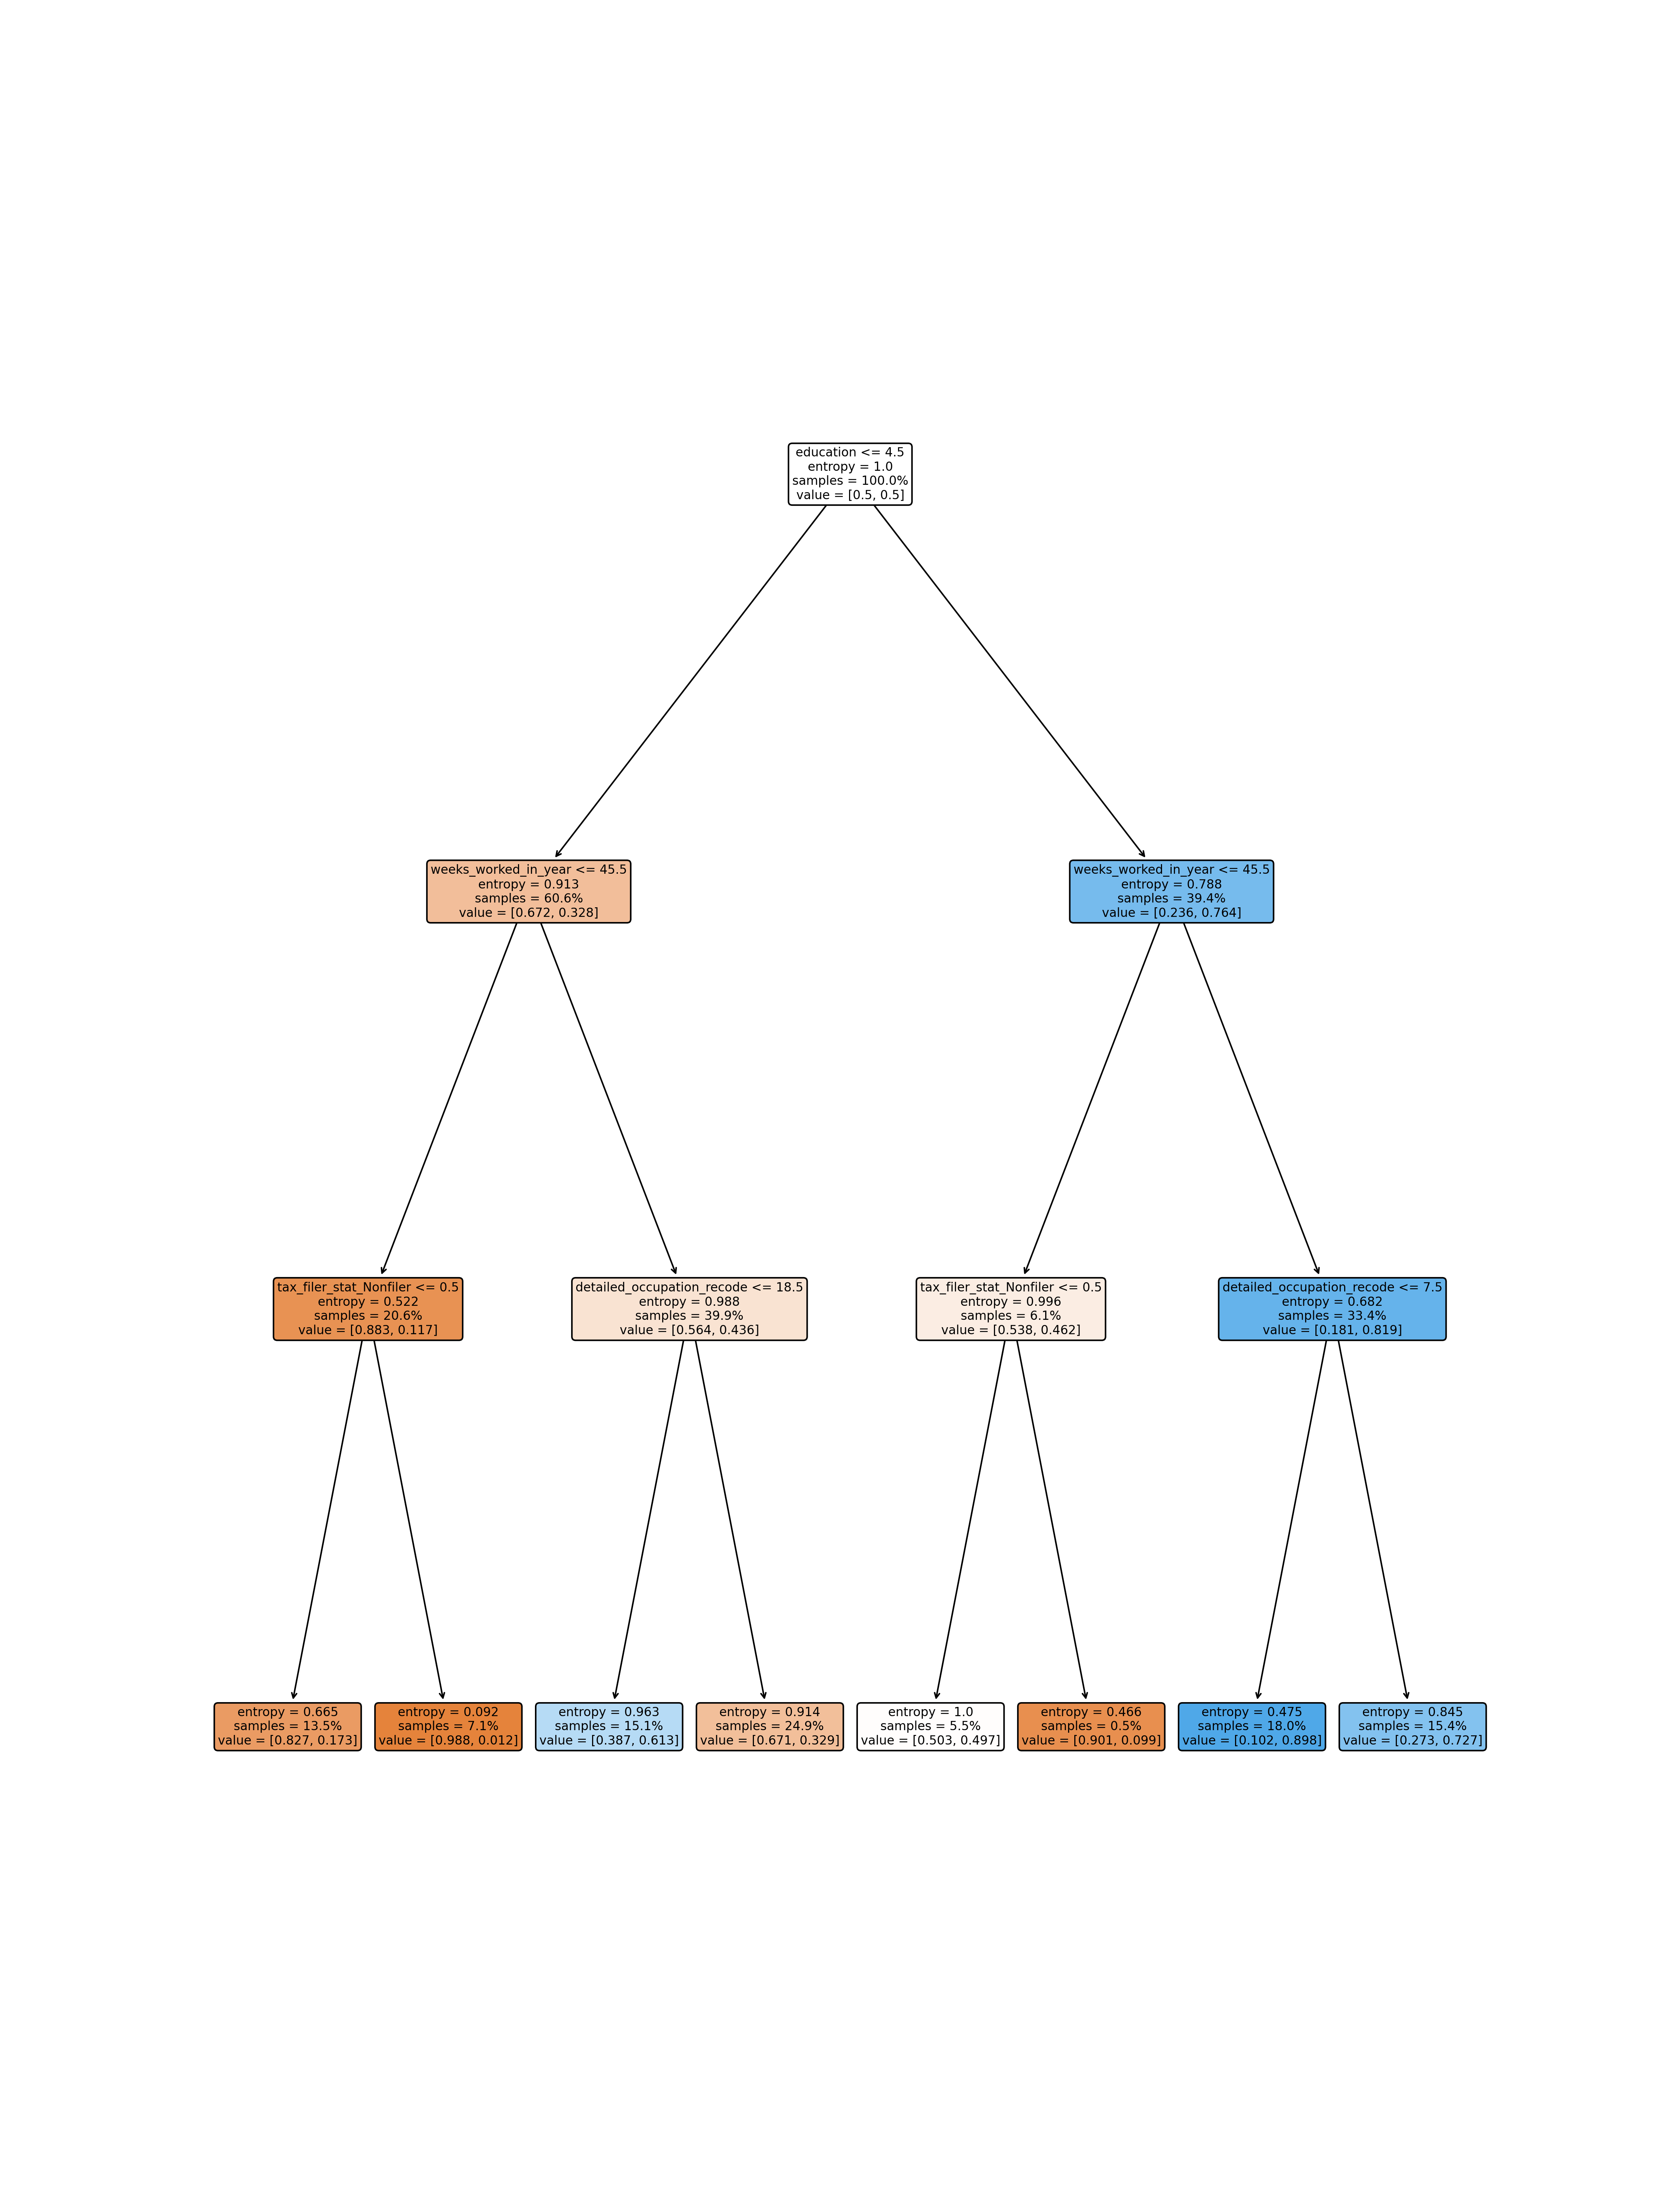 education <= 4.5
entropy = 1.0
samples = 100.0%
value = [0.5, 0.5]
weeks_worked_in_year <= 45.5
entropy = 0.913
samples = 60.6%
value = [0.672, 0.328]
weeks_worked_in_year <= 45.5
entropy = 0.788
samples = 39.4%
value = [0.236, 0.764]
tax_filer_stat_Nonfiler <= 0.5
entropy = 0.522
samples = 20.6%
value = [0.883, 0.117]
detailed_occupation_recode <= 18.5
entropy = 0.988
samples = 39.9%
value = [0.564, 0.436]
tax_filer_stat_Nonfiler <= 0.5
entropy = 0.996
samples = 6.1%
value = [0.538, 0.462]
detailed_occupation_recode <= 7.5
entropy = 0.682
samples = 33.4%
value = [0.181, 0.819]
entropy = 0.665
samples = 13.5%
value = [0.827, 0.173]
entropy = 0.092
samples = 7.1%
value = [0.988, 0.012]
entropy = 0.963
samples = 15.1%
value = [0.387, 0.613]
entropy = 0.914
samples = 24.9%
value = [0.671, 0.329]
entropy = 1.0
samples = 5.5%
value = [0.503, 0.497]
entropy = 0.466
samples = 0.5%
value = [0.901, 0.099]
entropy = 0.475
samples = 18.0%
value = [0.102, 0.898]
entropy = 0.845
samples = 15.4%
value = [0.273, 0.727]